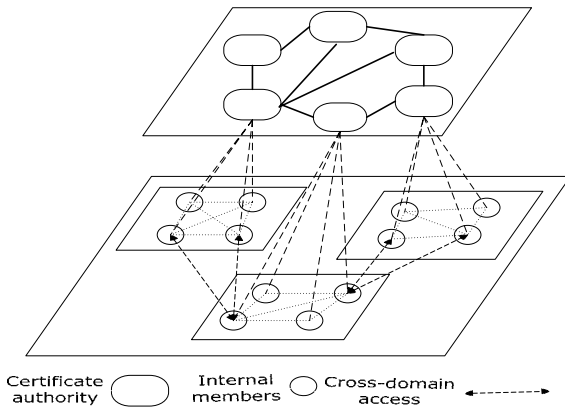 Certificate authority
Internal members
Cross-domain access